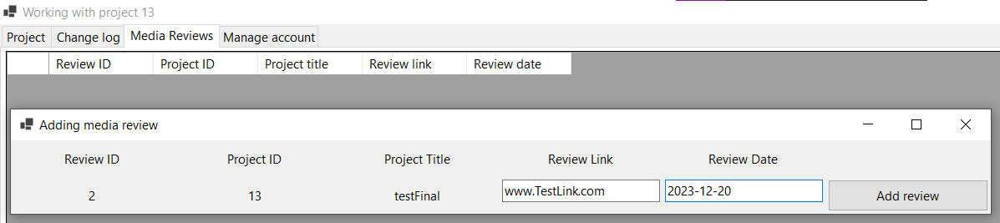 Working with project 13
Project Change log Media Reviews Manage account
Review ID Project ID Project title Review link Review date
Adding media review
Review ID Project ID Project Title Review Link Review Date
2 13 testFinal www.TestLink.com 2023-12-20 Add review